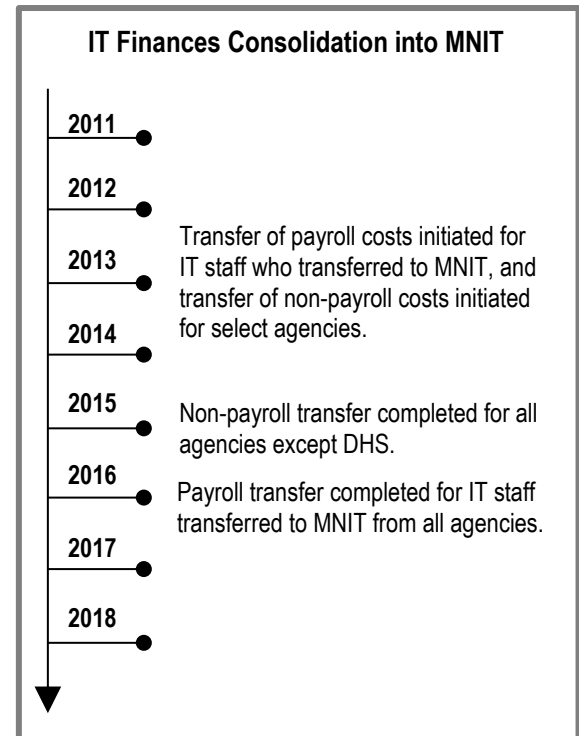 IT Finances Consolidation into MNIT
2011
2012
2013
Transfer of payroll costs initiated for
IT staff who transferred to MNIT, and
transfer of non-payroll costs initiated
for select agencies.
2014
2015
Non-payroll transfer completed for all
agencies except DHS.
2016
Payroll transfer completed for IT staff
transferred to MNIT from all agencies.
2017
2018